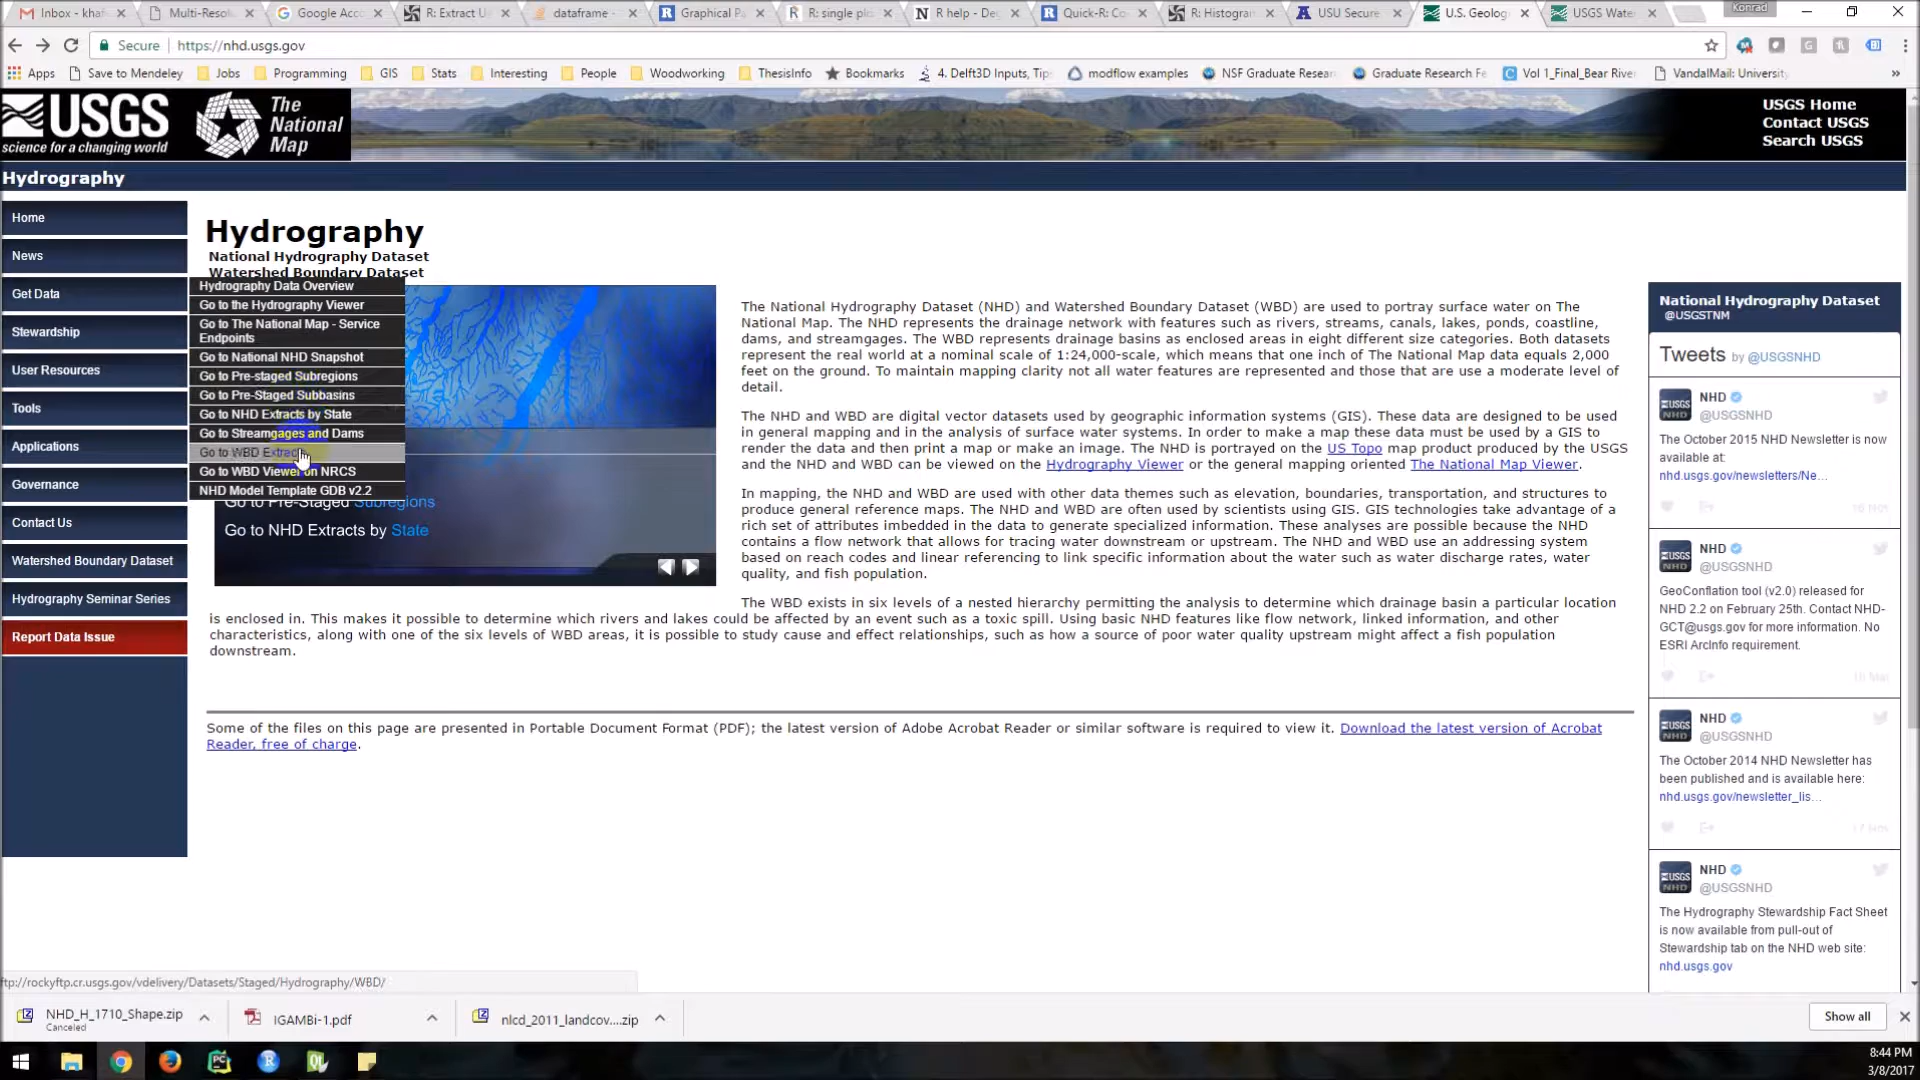 Inbox - khaf
Multi-Reso
Google Acc
R: Extract U
dataframe -
Graphical P
R: single pl
R help - De
Quick-R: Co
R: Histogra
USU Secure
U.S. Geolog
USGS Wate
Konrad
Secure https://nhd.usgs.gov
Apps Save to Mendeley Jobs Programming GIS Stats Interesting People Woodworking ThesisInfo Bookmarks 4. Delft3D Inputs, Tip modflow examples NSF Graduate Resear Graduate Research Fe Vol 1_Final_Bear River VandalMail: University »
USGS
science for a changing world
The
National
Map
USGS Home
Contact USGS
Search USGS
Hydrography
Home
News
Get Data
Stewardship
User Resources
Tools
Applications
Governance
Contact Us
Watershed Boundary Dataset
Hydrography Seminar Series
Report Data Issue
Hydrography
National Hydrography Dataset
Watershed Boundary Dataset
Hydrography Data Overview
Go to the Hydrography Viewer
Go to The National Map - Service
Endpoints
Go to National NHD Snapshot
Go to Pre-staged Subregions
Go to Pre-Staged Subbasins
Go to NHD Extracts by State
Go to Streamgages and Dams
Go to WBD Extracts
Go to WBD Viewer on NRCS
NHD Model Template GDB v2.2
Go to Pre-Staged Subregions
Go to NHD Extracts by State
The National Hydrography Dataset (NHD) and Watershed Boundary Dataset (WBD) are used to portray surface water on The
National Map. The NHD represents the drainage network with features such as rivers, streams, canals, lakes, ponds, coastline,
dams, and streamgages. The WBD represents drainage basins as enclosed areas in eight different size categories. Both datasets
represent the real world at a nominal scale of 1:24,000-scale, which means that one inch of The National Map data equals 2,000
feet on the ground. To maintain mapping clarity not all water features are represented and those that are use a moderate level of
detail.
The NHD and WBD are digital vector datasets used by geographic information systems (GIS). These data are designed to be used
in general mapping and in the analysis of surface water systems. In order to make a map these data must be used by a GIS to
render the data and then print a map or make an image. The NHD is portrayed on the US Topo map product produced by the USGS
and the NHD and WBD can be viewed on the Hydrography Viewer or the general mapping oriented The National Map Viewer.
In mapping, the NHD and WBD are used with other data themes such as elevation, boundaries, transportation, and structures to
produce general reference maps. The NHD and WBD are often used by scientists using GIS. GIS technologies take advantage of a
rich set of attributes imbedded in the data to generate specialized information. These analyses are possible because the NHD
contains a flow network that allows for tracing water downstream or upstream. The NHD and WBD use an addressing system
based on reach codes and linear referencing to link specific information about the water such as water discharge rates, water
quality, and fish population.
The WBD exists in six levels of a nested hierarchy permitting the analysis to determine which drainage basin a particular location
is enclosed in. This makes it possible to determine which rivers and lakes could be affected by an event such as a toxic spill. Using basic NHD features like flow network, linked information, and other
characteristics, along with one of the six levels of WBD areas, it is possible to study cause and effect relationships, such as how a source of poor water quality upstream might affect a fish population
downstream.
Some of the files on this page are presented in Portable Document Format (PDF); the latest version of Adobe Acrobat Reader or similar software is required to view it. Download the latest version of Acrobat
Reader, free of charge.
National Hydrography Dataset
@USGSTNM
Tweets by @USGSNHD
NHD
@USGSNHD
The October 2015 NHD Newsletter is now
available at:
nhd.usgs.gov/newsletters/Ne...
16 Nov
NHD
@USGSNHD
GeoConflation tool (v2.0) released for
NHD 2.2 on February 25th. Contact NHD-
GCT@usgs.gov for more information. No
ESRI ArcInfo requirement.
NHD
@USGSNHD
The October 2014 NHD Newsletter has
been published and is available here:
nhd.usgs.gov/newsletter_lis...
17 Nov
NHD
@USGSNHD
The Hydrography Stewardship Fact Sheet
is now available from pull-out of
Stewardship tab on the NHD web site:
nhd.usgs.gov
ftp://rockyftp.cr.usgs.gov/vdelivery/Datasets/Staged/Hydrography/WBD/
NHD_H_1710_Shape.zip
Canceled
IGAMBi-1.pdf
nlcd_2011_landcov....zip
Show all
8:44 PM
3/8/2017